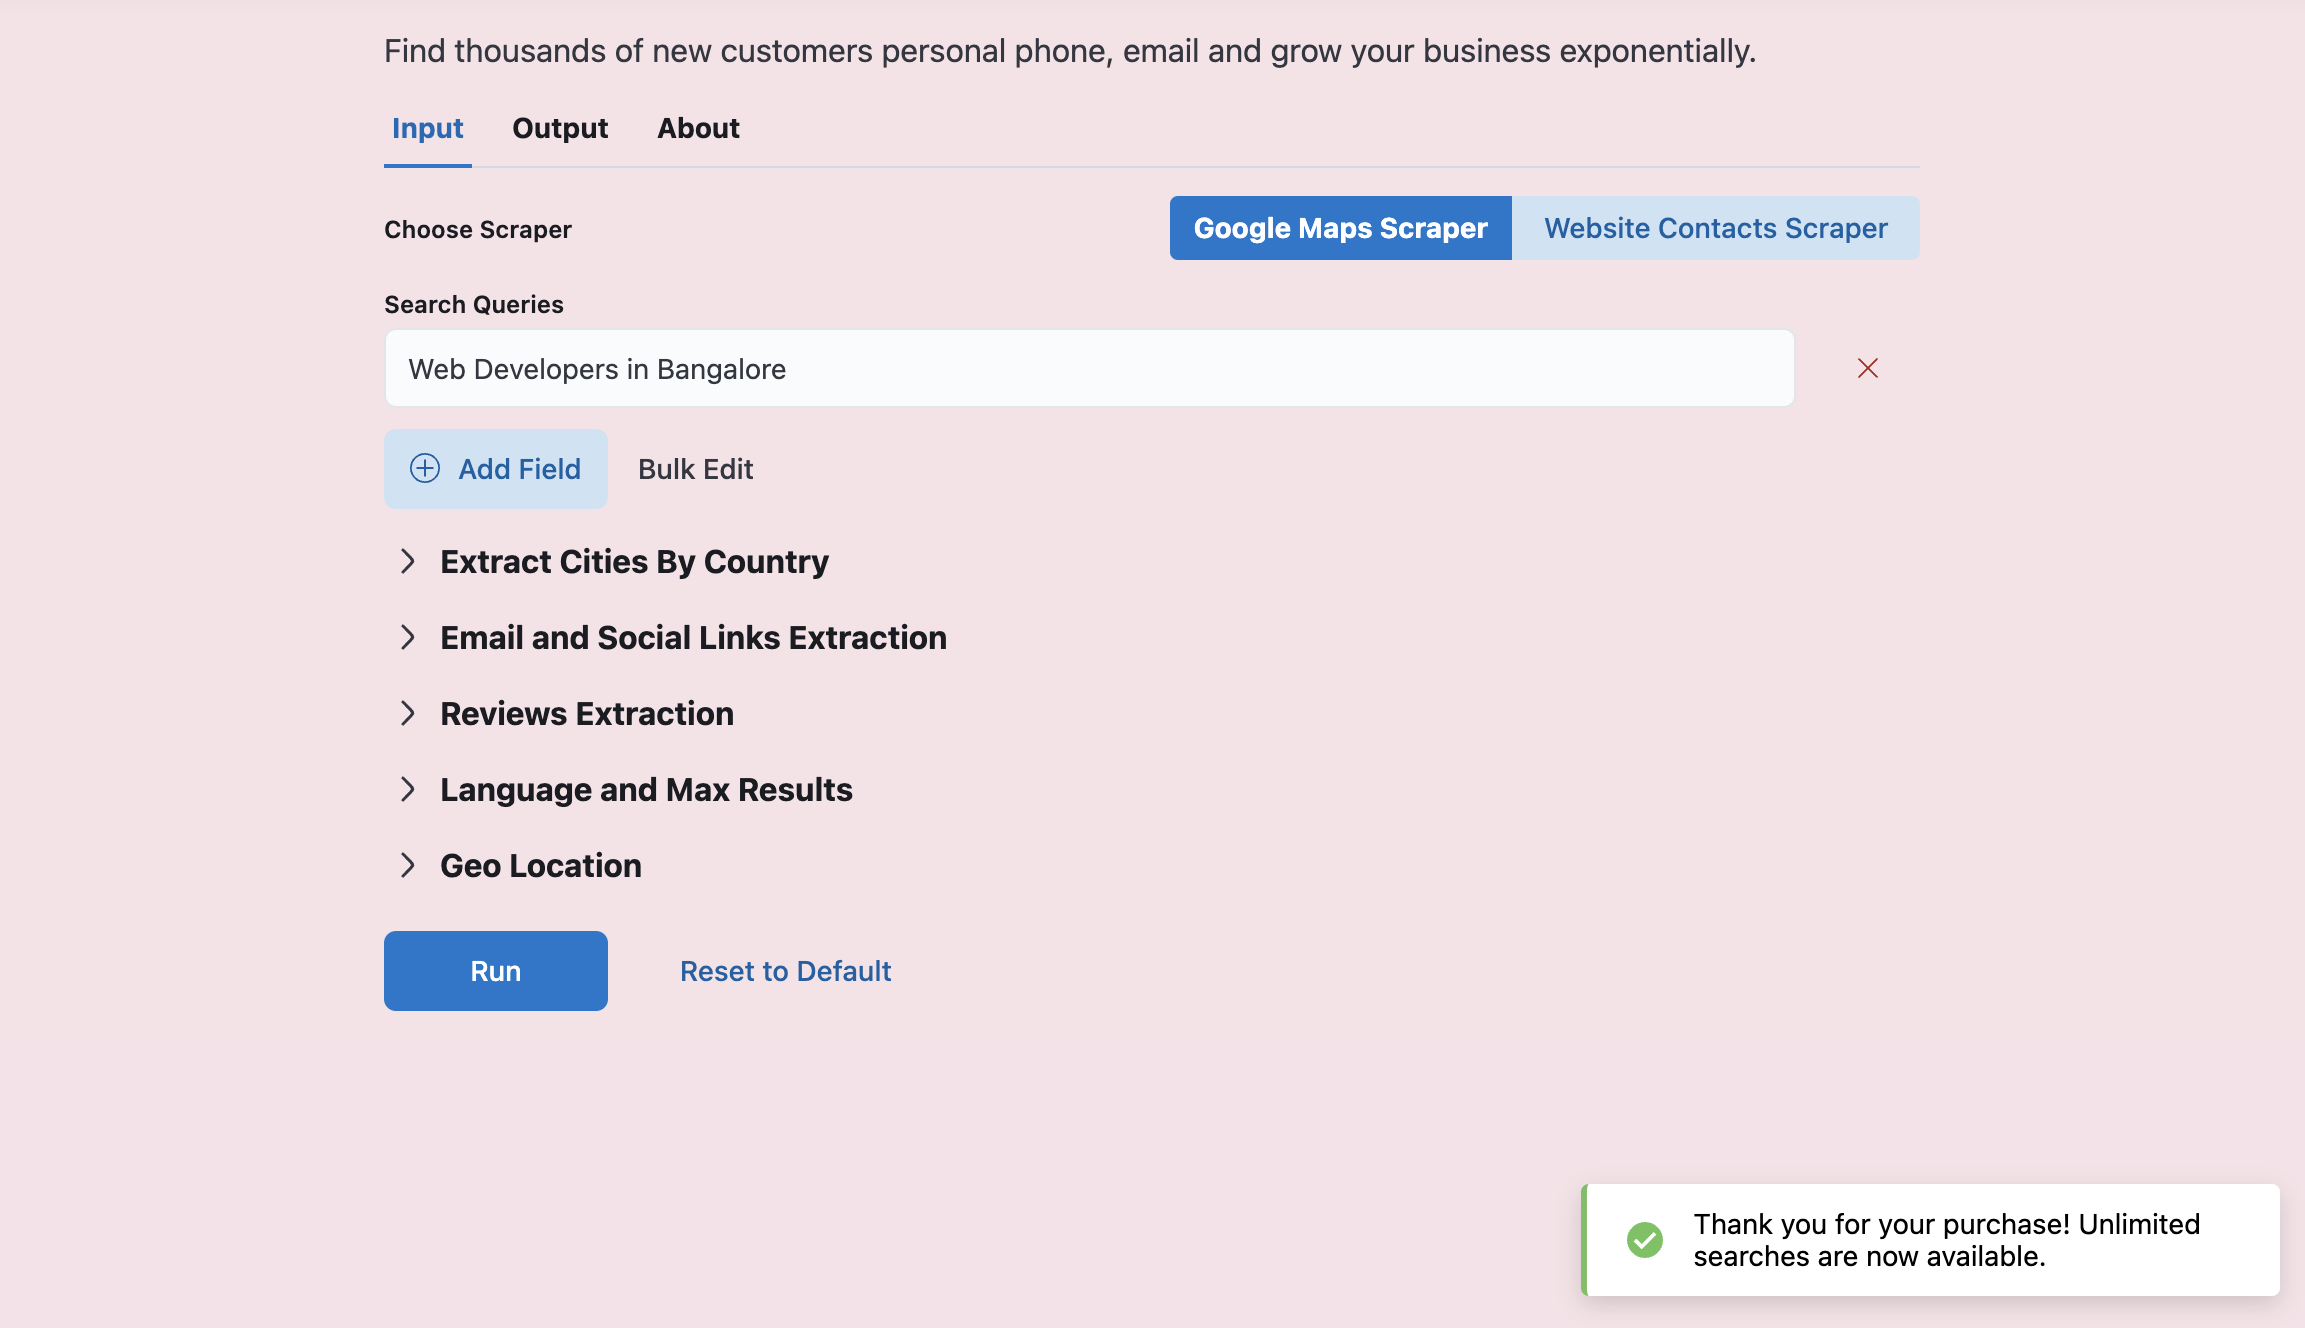 Find thousands of new customers personal phone, email and grow your business exponentially.
Input Output About
Choose Scraper
Google Maps Scraper Website Contacts Scraper
Search Queries
Web Developers in Bangalore
Add Field Bulk Edit
Extract Cities By Country
Email and Social Links Extraction
Reviews Extraction
Language and Max Results
Geo Location
Run Reset to Default
Thank you for your purchase! Unlimited
searches are now available.